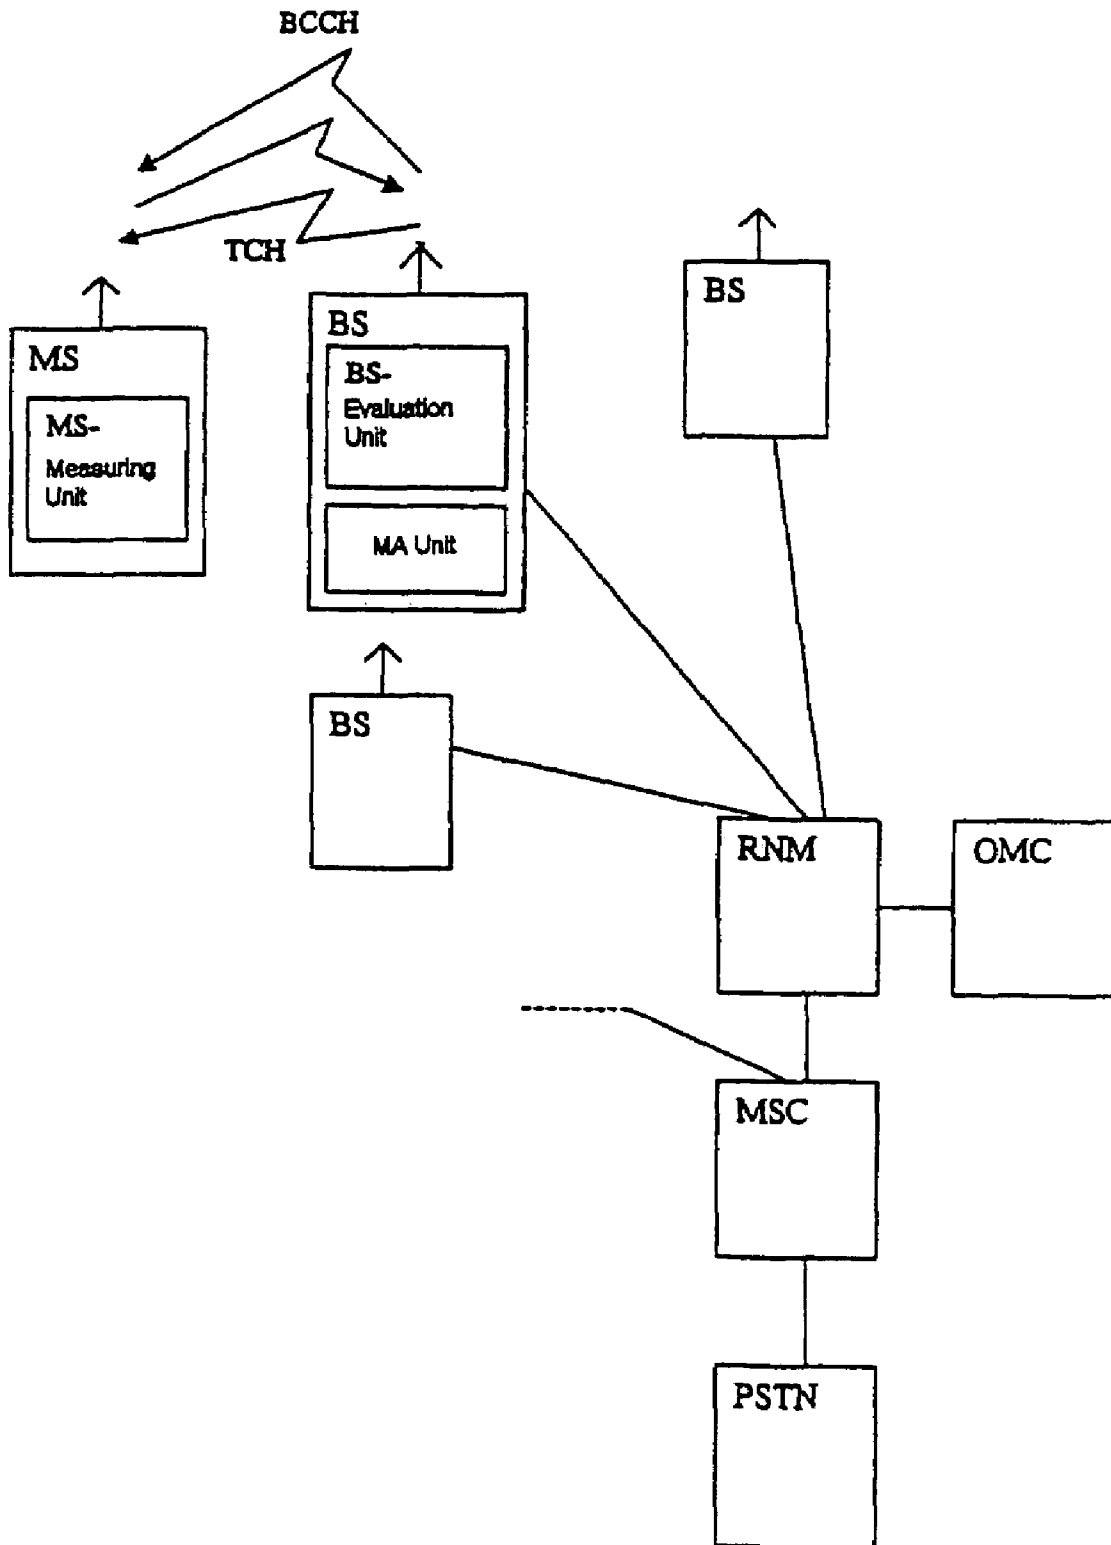 BCCH
TCH
MS
MS-
Measuring
Unit
BS
BS-
Evaluation
Unit
MA Unit
BS
BS
RNM
OMC
MSC
PSTN